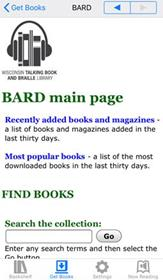 Get Books
BARD
WISCONSIN TALKING BOOK
AND BRAILLE LIBRARY
BARD main page
Recently added books and magazines -
a list of books and magazines added in the
last thirty days.
Most popular books - a list of the most
downloaded books in the last thirty days.
FIND BOOKS
Search the collection:
Go
Enter any search terms and then select the
Go button
Bookshelf
Get Books
Settings
Now Reading